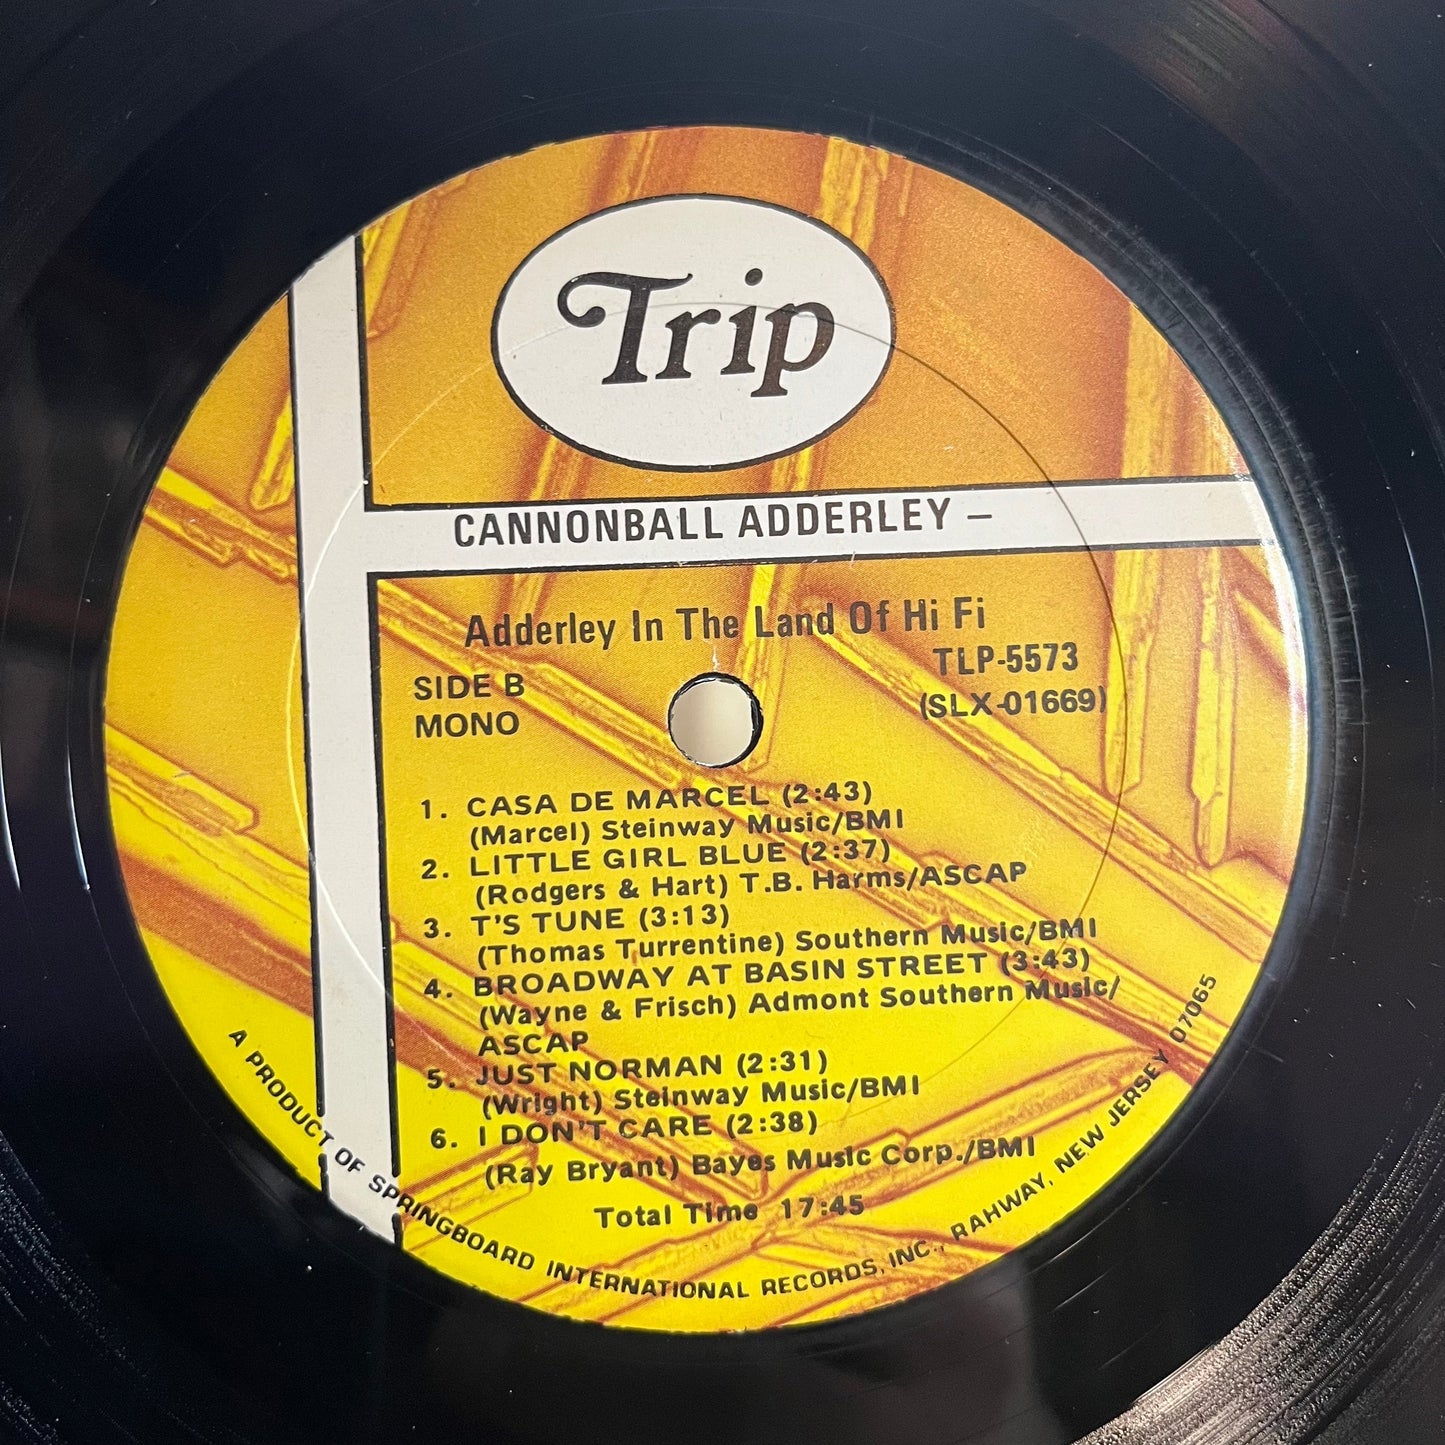 Trip
CANNONBALL ADDERLEY –
Adderley In The Land Of Hi Fi
TLP-5573
SIDE B
(SLX-01669)
MONO
1. CASA DE MARCEL (2:43)
(Marcel) Steinway Music/BMI
2. LITTLE GIRL BLUE (2:37)
(Rodgers & Hart) T.B. Harms/ASCAP
3. T'S TUNE (3:13)
(Thomas Turrentine) Southern Music/BMI
4. BROADWAY AT BASIN STREET (3:43)
(Wayne & Frisch) Admont Southern Music/
ASCAP
5. JUST NORMAN (2:31)
(Wright) Steinway Music/BMI
6. I DON'T CARE (2:38)
(Ray Bryant) Bayes Music Corp./BMI
Total Time 17:45
A PRODUCT OF SPRINGBOARD INTERNATIONAL RECORDS, INC., RAHWAY, NEW JERSEY 07065